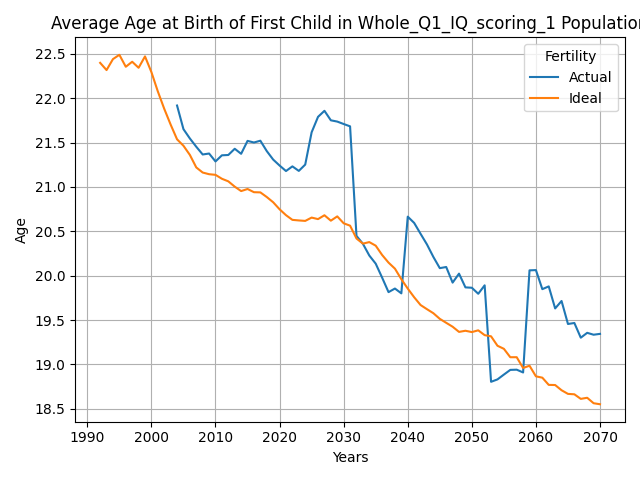 Average Age at Birth of First Child in Whole_Q1_IQ_scoring_1 Population
Fertility
Actual
Ideal
Age
22.5
22.0
21.5
21.0
20.5
20.0
19.5
19.0
18.5
1990 2000 2010 2020 2030 2040 2050 2060 2070
Years